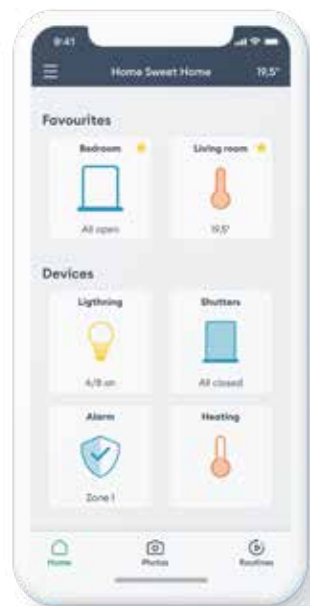 9:41
Home Sweet Home 19,5°
Favourites
Bedroom Living room
All open 19,5°
Devices
Ligthning Shutters
4/8 on All closed
Alarm Heating
Zone 1
Home Photos Routines